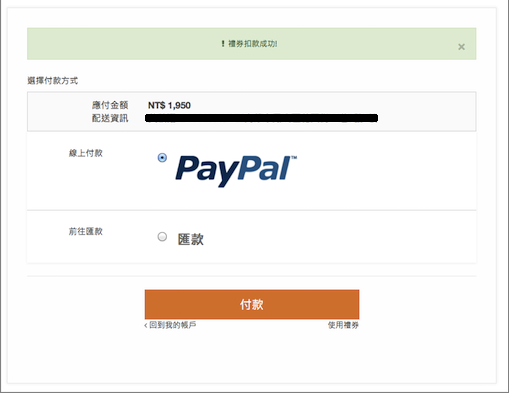 ! 禮券扣款成功!
×
選擇付款方式
應付金額 NT$ 1,950
配送資訊
線上付款 PayPal™
前往匯款 匯款
付款
‹ 回到我的帳戶 使用禮券